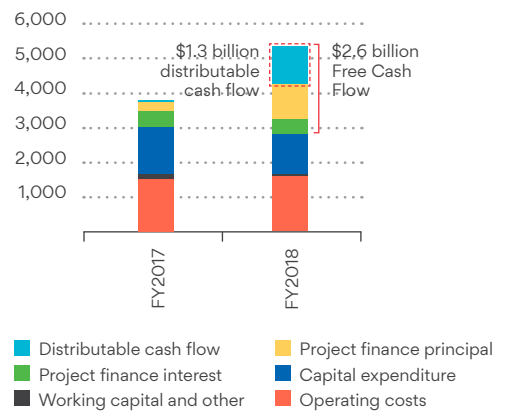 6,000
5,000
4,000
3,000
2,000
1,000
$1.3 billion
distributable
cash flow
$2.6 billion
Free Cash
Flow
FY2017
FY2018
Distributable cash flow
Project finance principal
Project finance interest
Capital expenditure
Working capital and other
Operating costs